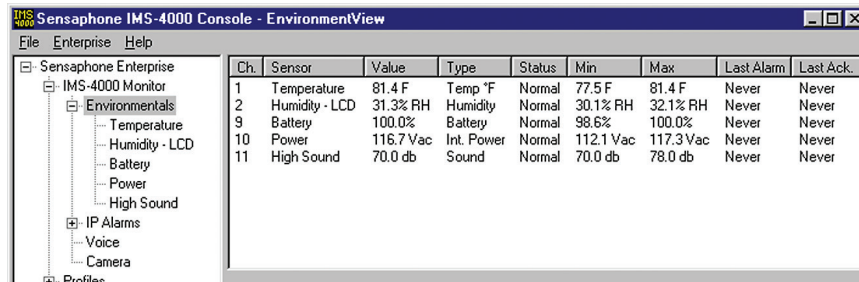 IMS 4000 Sensaphone IMS-4000 Console - EnvironmentView
File Enterprise Help
Sensaphone Enterprise
IMS-4000 Monitor
Environmentals
Temperature
Humidity - LCD
Battery
Power
High Sound
IP Alarms
Voice
Camera
Profiles
Ch. Sensor Value Type Status Min Max Last Alarm Last Ack.
1 Temperature 81.4 F Temp °F Normal 77.5 F 81.4 F Never Never
2 Humidity - LCD 31.3% RH Humidity Normal 30.1% RH 32.1% RH Never Never
9 Battery 100.0% Battery Normal 98.6% 100.0% Never Never
10 Power 116.7 Vac Int. Power Normal 112.1 Vac 117.3 Vac Never Never
11 High Sound 70.0 db Sound Normal 70.0 db 78.0 db Never Never